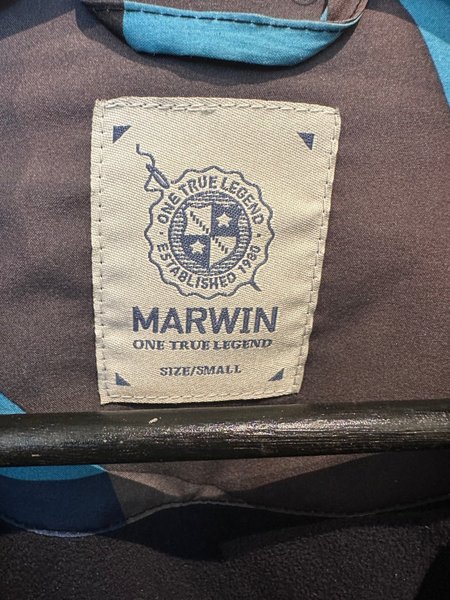 · ONE TRUE LEGEND ·
ESTABLISHED 1980
MARWIN
ONE TRUE LEGEND
SIZE/SMALL